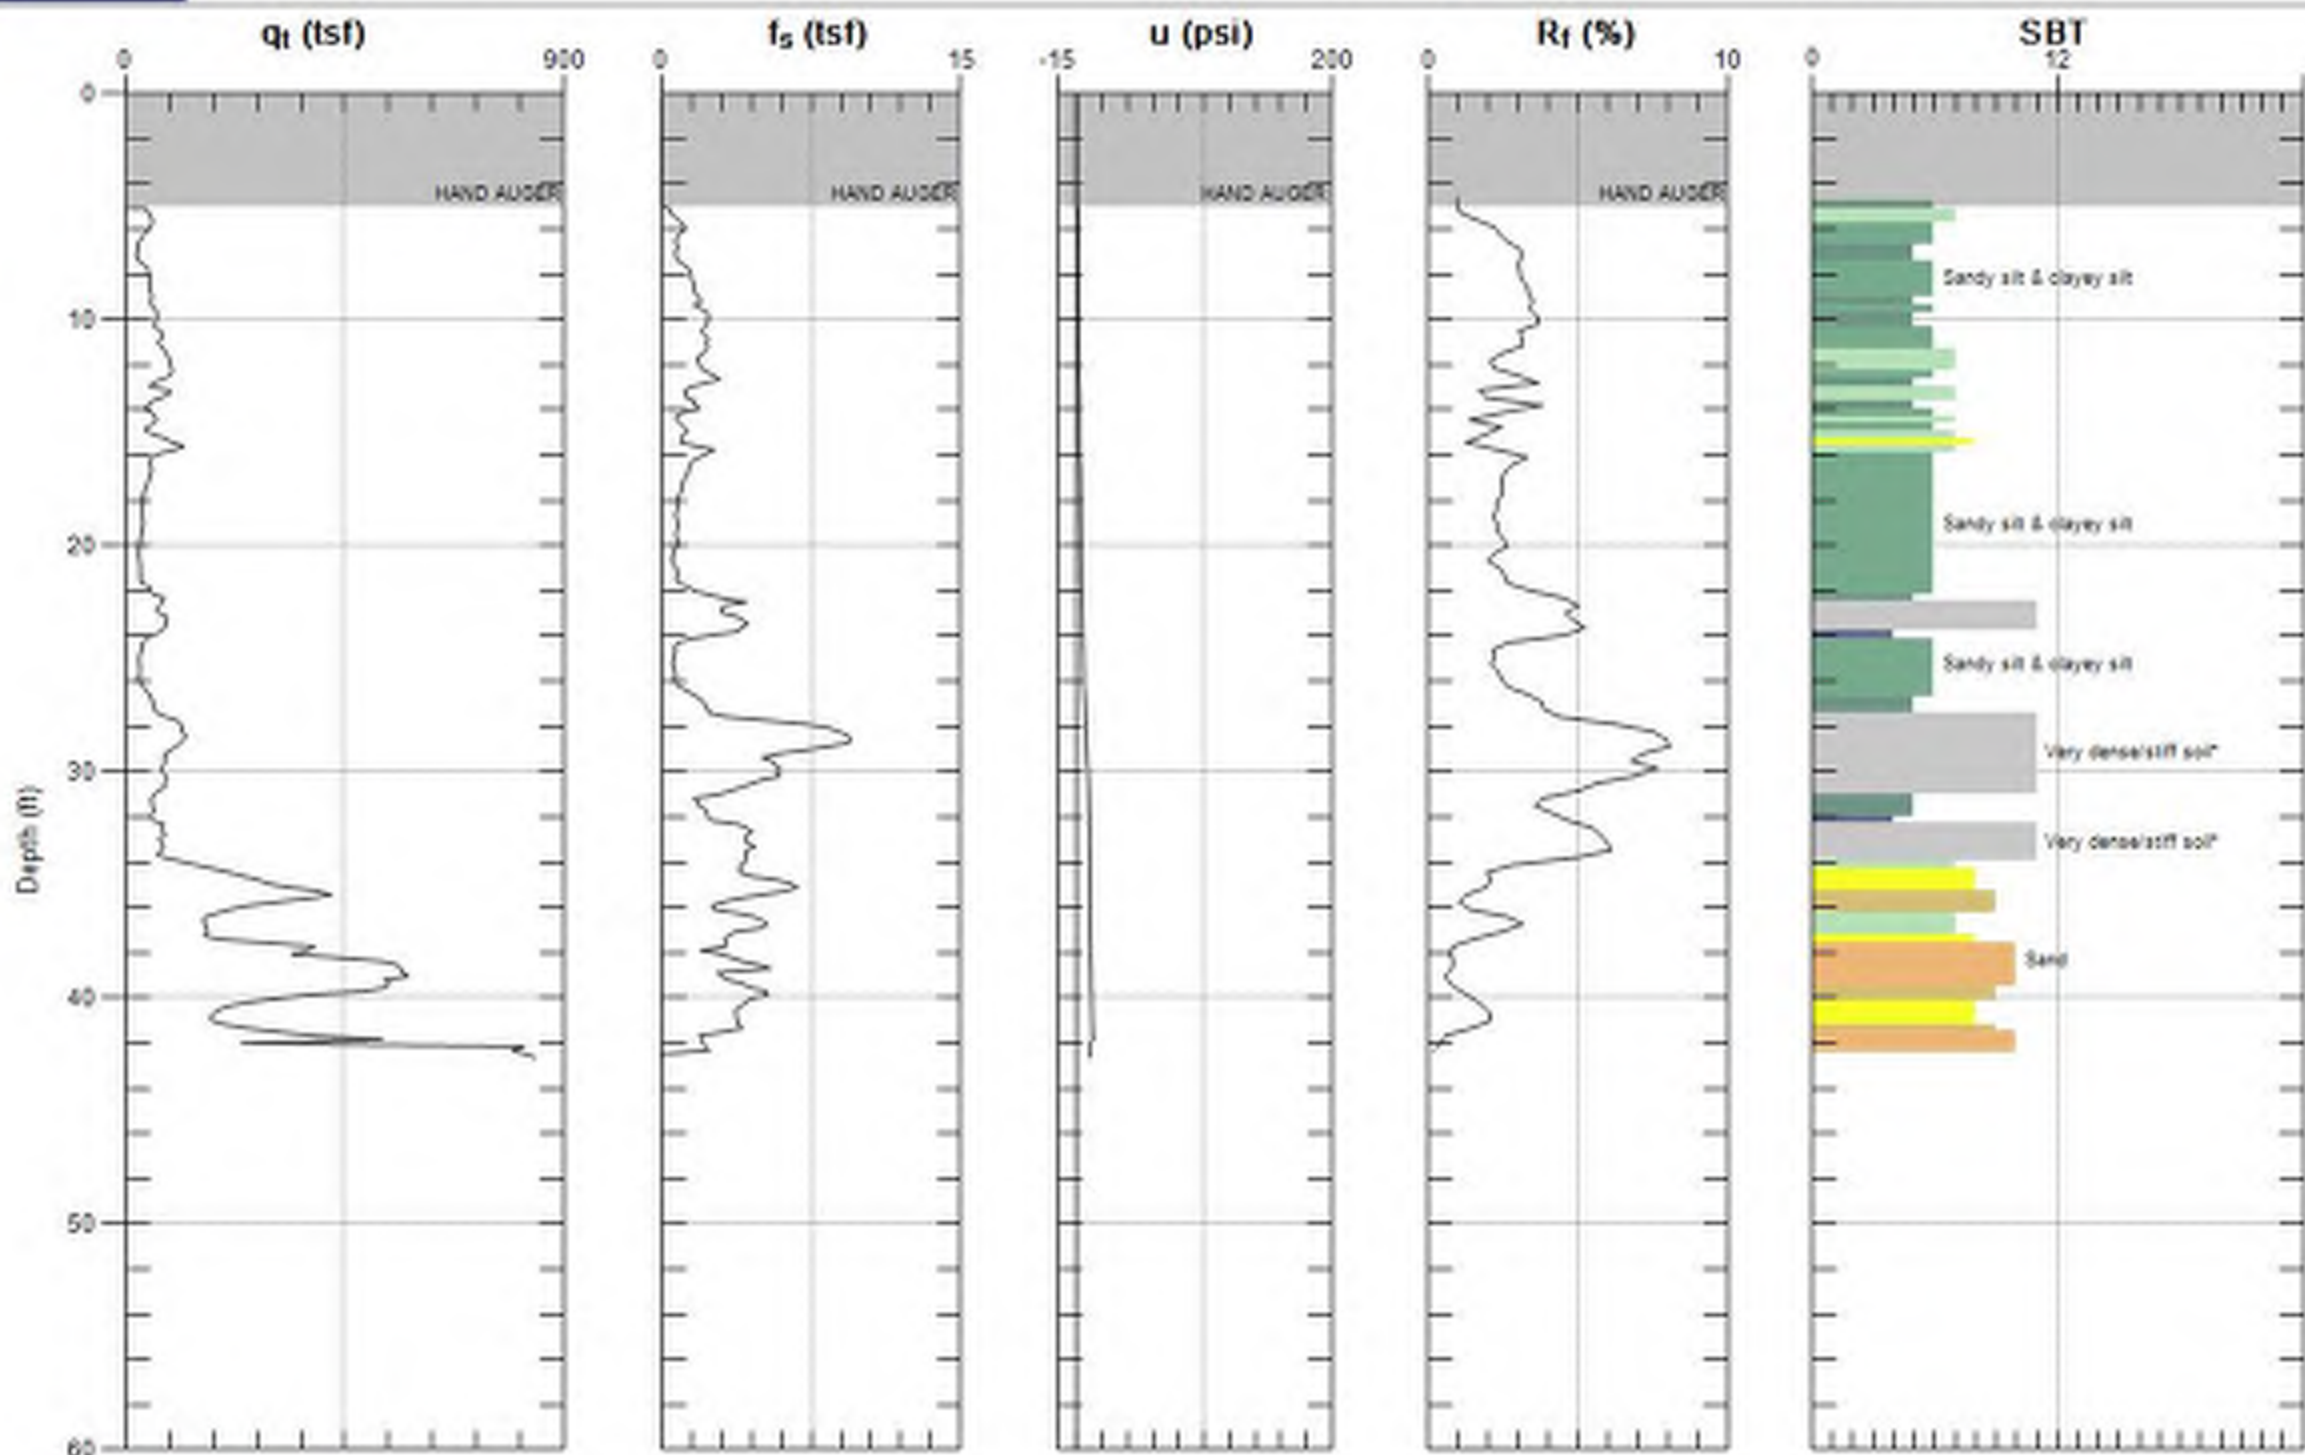 qt (tsf) fs (tsf) u (psi) Rf (%) SBT
0 900 0 15 -15 200 0 10 0 12
0
HAND AUGER HAND AUGER HAND AUGER HAND AUGER
Sandy silt & clayey silt
10
Sandy silt & clayey silt
20
Sandy silt & clayey silt
Very dense/stiff soil*
30
Very dense/stiff soil*
Depth (ft)
Sand
40
50
60